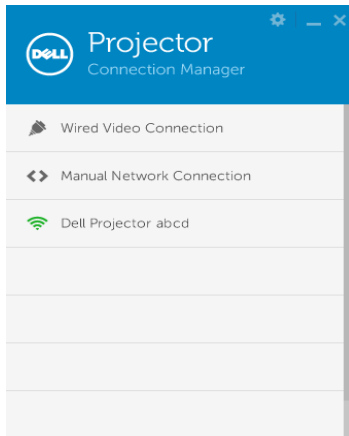 DELL
Projector
Connection Manager
Wired Video Connection
Manual Network Connection
Dell Projector abcd